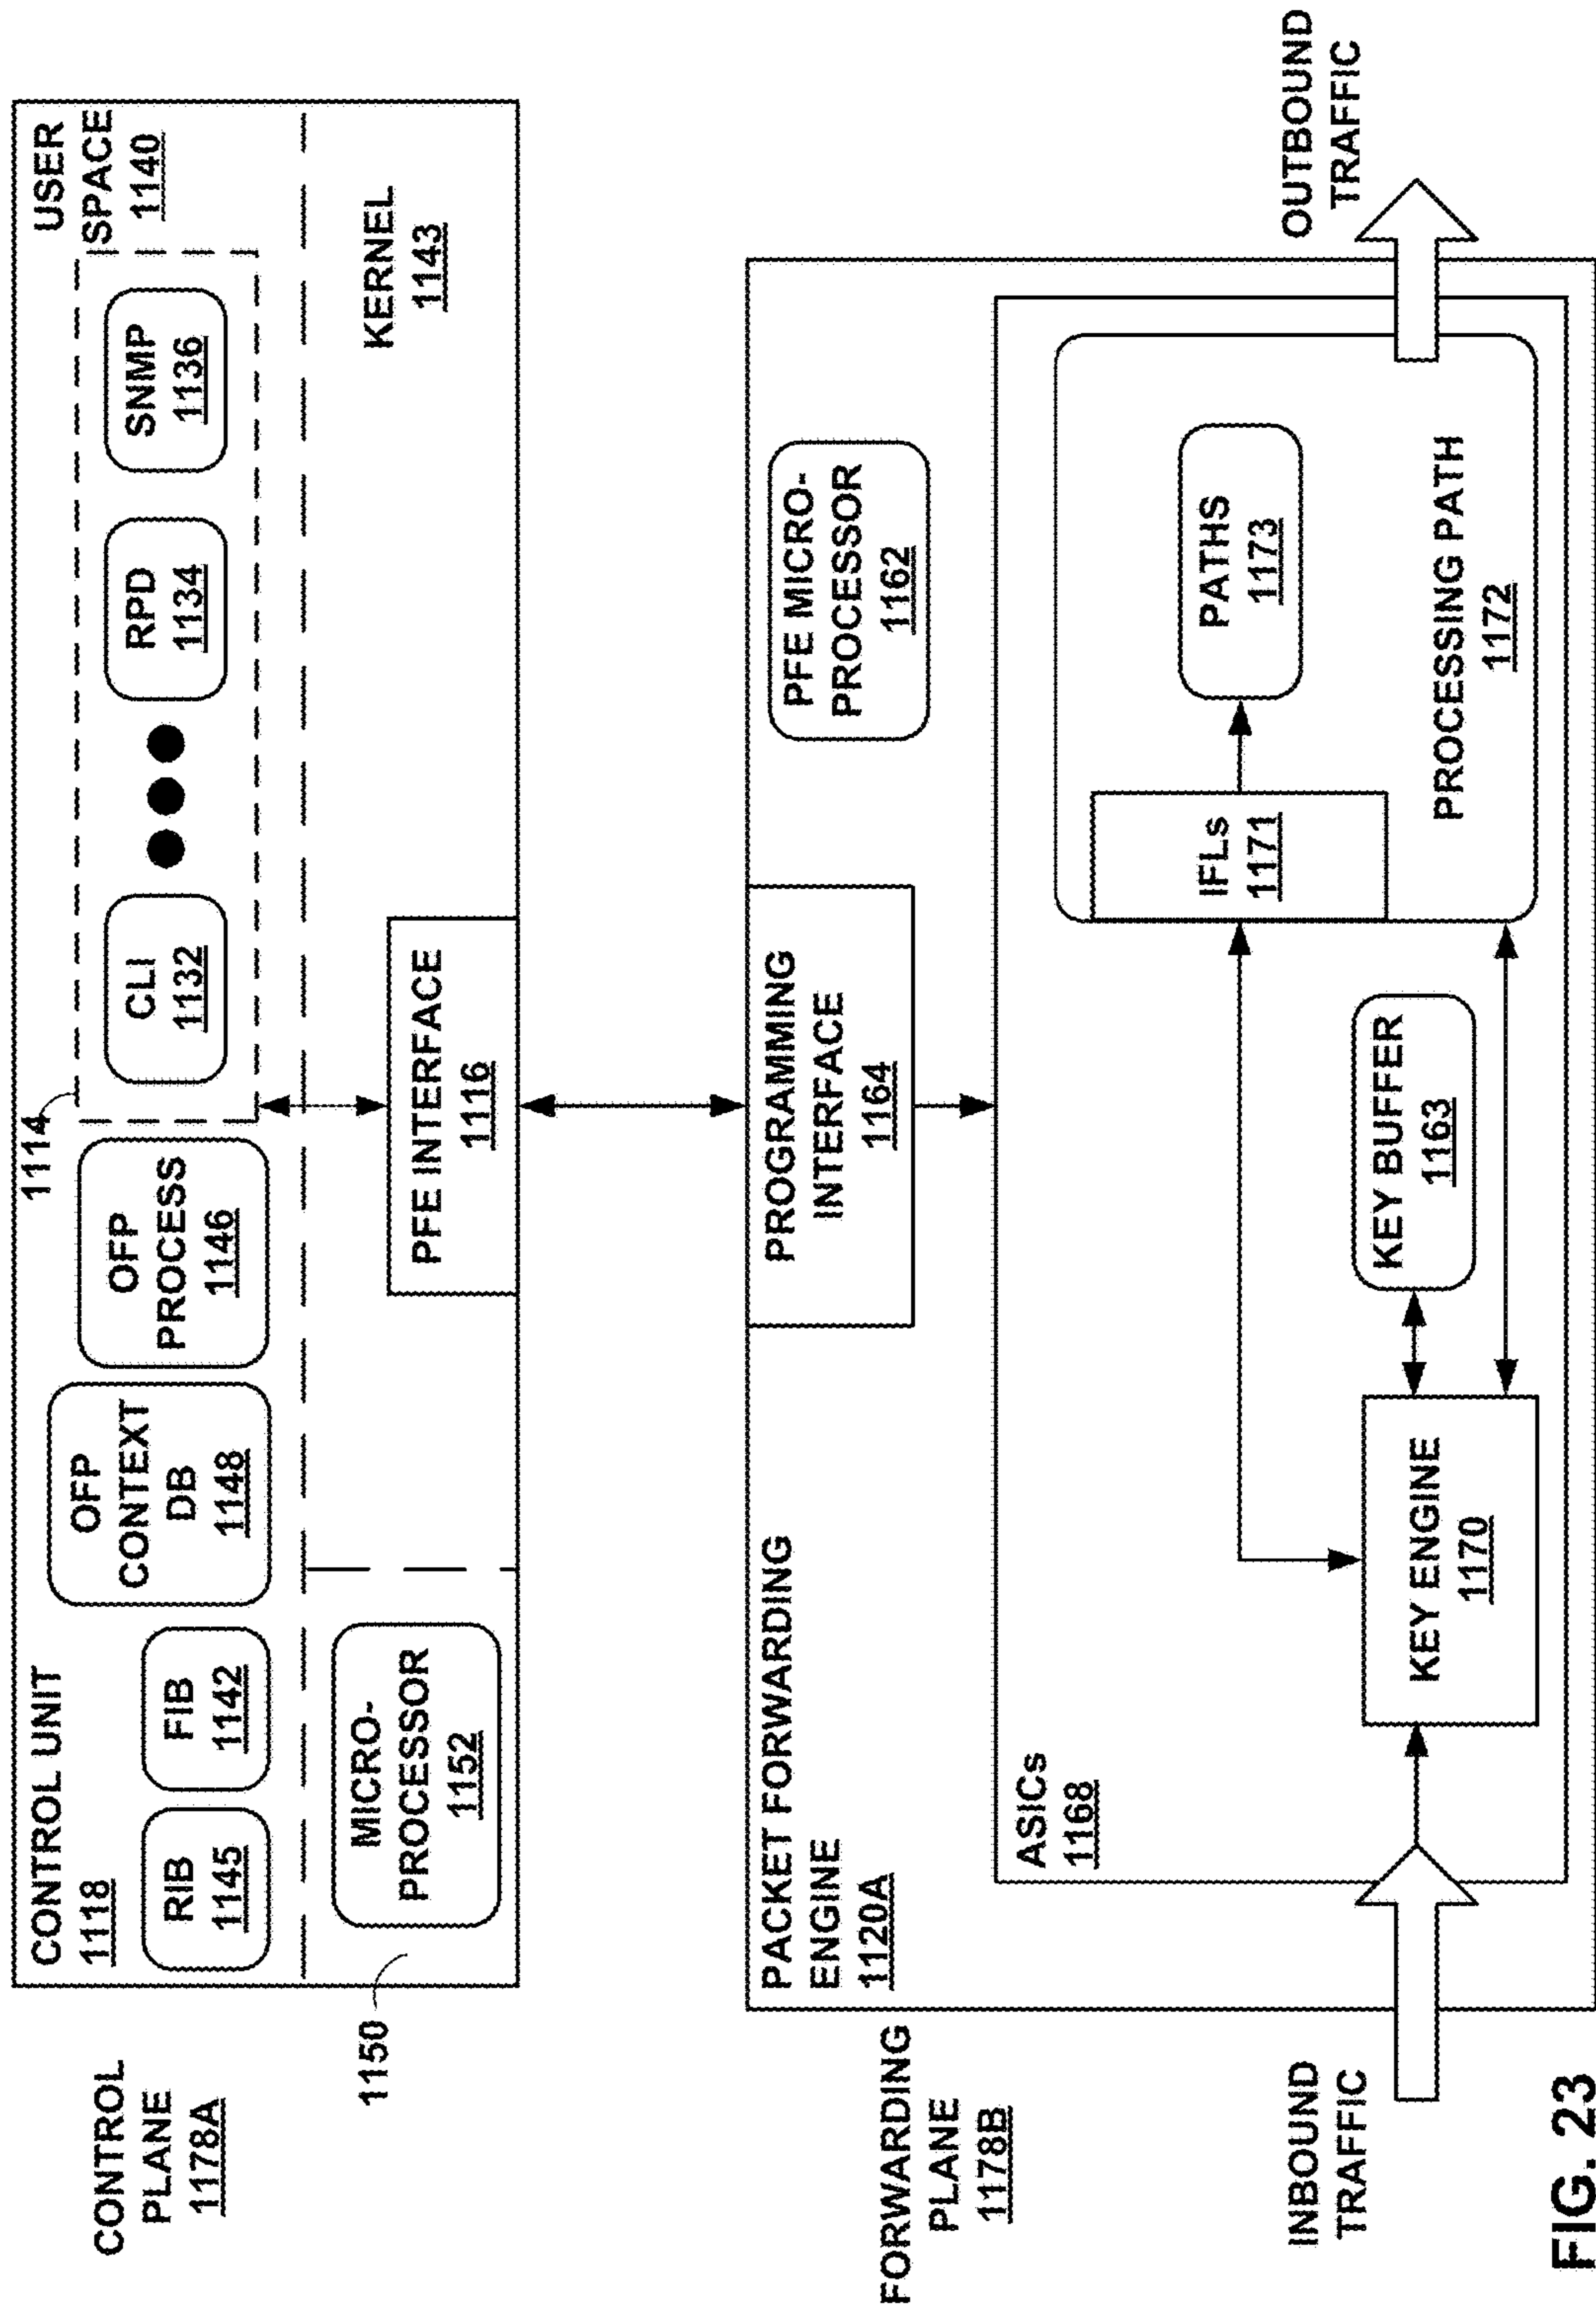 CONTROL
PLANE
1178A
CONTROL UNIT
1118
RIB
1145
FIB
1142
OFP
CONTEXT
DB
1148
OFP
PROCESS
1146
1114
CLI
1132
RPD
1134
SNMP
1136
USER
SPACE
1140
1150
MICRO-
PROCESSOR
1152
PFE INTERFACE
1116
KERNEL
1143
FORWARDING
PLANE
1178B
PACKET FORWARDING
ENGINE
1120A
PROGRAMMING
INTERFACE
1164
PFE MICRO-
PROCESSOR
1162
ASICs
1168
INBOUND
TRAFFIC
KEY ENGINE
1170
KEY BUFFER
1163
IFLs
1171
PATHS
1173
PROCESSING PATH
1172
OUTBOUND
TRAFFIC
FIG. 23